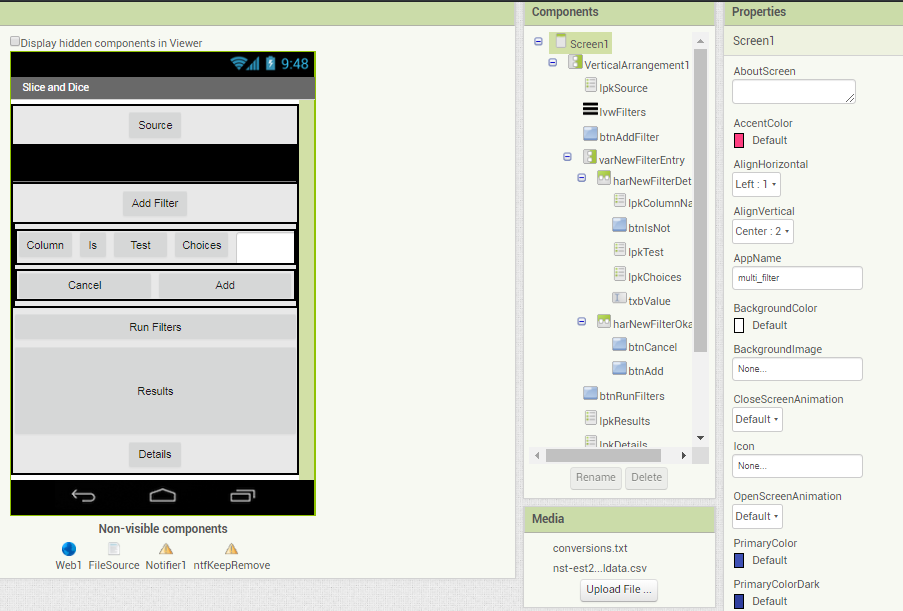 Display hidden components in Viewer
9:48
Slice and Dice
Source
Add Filter
Column Is Test Choices
Cancel Add
Run Filters
Results
Details
Non-visible components
Web1 FileSource Notifier1 ntfKeepRemove
Components
Screen1
VerticalArrangement1
lpkSource
lvwFilters
btnAddFilter
varNewFilterEntry
harNewFilterDet
lpkColumnNa
btnIsNot
lpkTest
lpkChoices
txbValue
harNewFilterOka
btnCancel
btnAdd
btnRunFilters
lpkResults
lpkDetails
Rename Delete
Media
conversions.txt
nst-est2...ldata.csv
Upload File ...
Properties
Screen1
AboutScreen
AccentColor
Default
AlignHorizontal
Left : 1
AlignVertical
Center : 2
AppName
multi_filter
BackgroundColor
Default
BackgroundImage
None...
CloseScreenAnimation
Default
Icon
None...
OpenScreenAnimation
Default
PrimaryColor
Default
PrimaryColorDark
Default